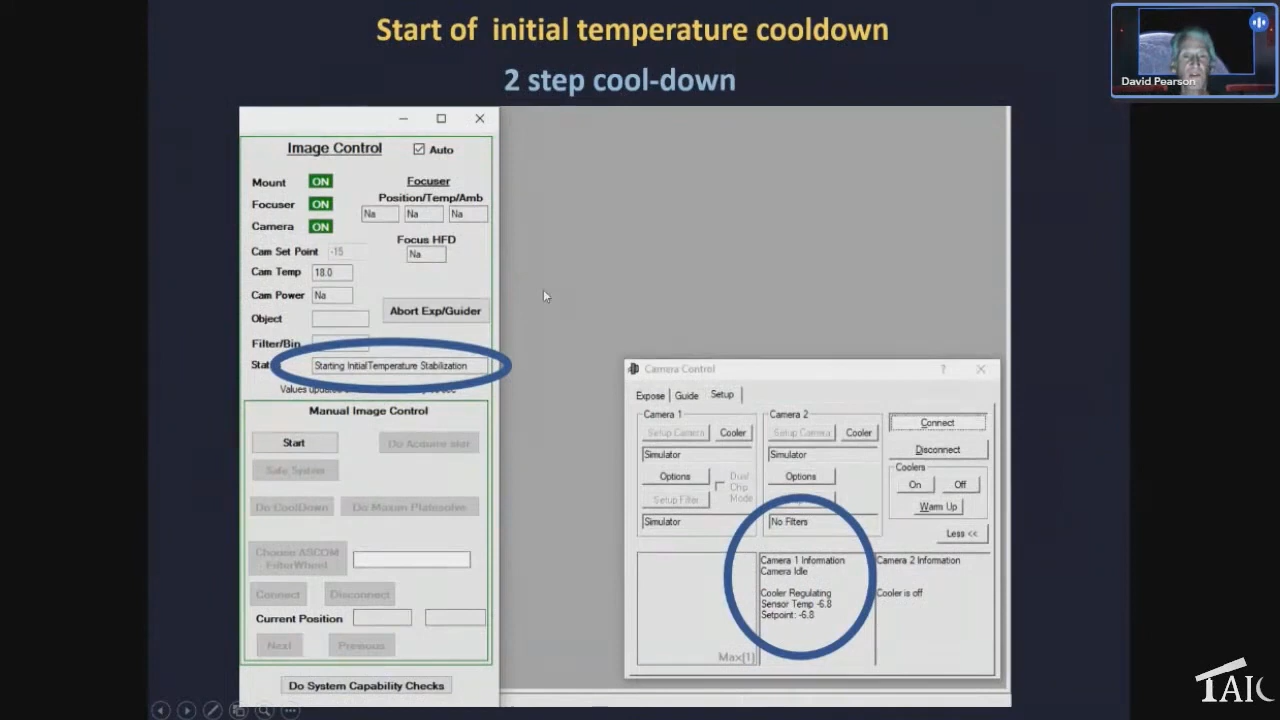 Start of initial temperature cooldown
2 step cool-down
David Pearson
Image Control
Auto
Mount ON
Focuser
Position/Temp/Amb
Focuser ON
Na Na Na
Camera ON
Focus HFD
Cam Set Point -15
Na
Cam Temp 18.0
Cam Power Na
Abort Exp/Guider
Object
Filter/Bin
Starting InitialTemperature Stabilization
Values
Manual Image Control
Start
Do Acquire star
Safe System
Do CoolDown
Do Maxim Platesolve
Choose ASCOM
FilterWheel
Connect
Disconnect
Current Position
Next
Previous
Do System Capability Checks
Camera Control
?
Expose Guide Setup
Camera 1
Setup Camera Cooler
Simulator
Options
Dual
Chip
Mode
Setup Filter
Simulator
Camera 2
Setup Camera Cooler
Simulator
Options
No Filters
Connect
Disconnect
Coolers
On Off
Warm Up
Less <<
Max[1]
Camera 1 Information
Camera Idle
Cooler Regulating
Sensor Temp -6.8
Setpoint: -6.8
Camera 2 Information
Cooler is off
TAIC